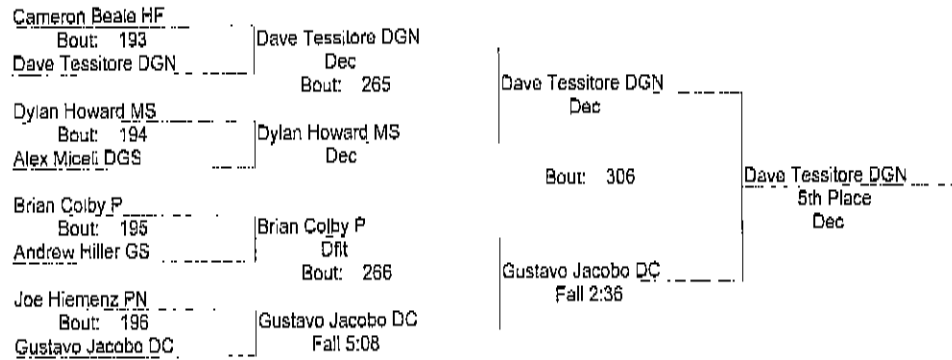 Cameron Beale HF
Bout: 193
Dave Tessitore DGN
Dave Tessitore DGN
Dec
Bout: 265
Dylan Howard MS
Bout: 194
Alex Miceli DGS
Dylan Howard MS
Dec
Brian Colby P
Bout: 195
Andrew Hiller GS
Brian Colby P
Dflt
Bout: 266
Joe Hiemenz PN
Bout: 196
Gustavo Jacobo DC
Gustavo Jacobo DC
Fall 5:08
Dave Tessitore DGN
Dec
Bout: 306
Gustavo Jacobo DC
Fall 2:36
Dave Tessitore DGN
5th Place
Dec